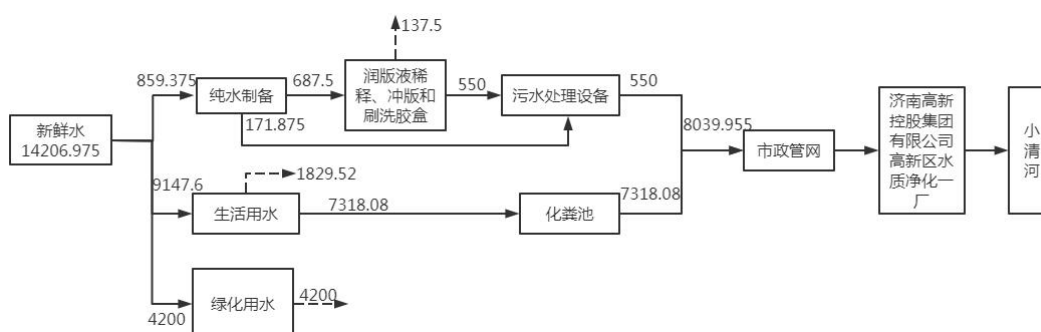 137.5
859.375
687.5
550
550
纯水制备
润版液稀
释、冲版和
刷洗胶盒
污水处理设备
171.875
新鲜水
14206.975
8039.955
市政管网
济南高新
控股集团
有限公司
高新区水
质净化一
厂
小
清
河
9147.6
1829.52
生活用水
7318.08
化粪池
7318.08
绿化用水
4200
4200